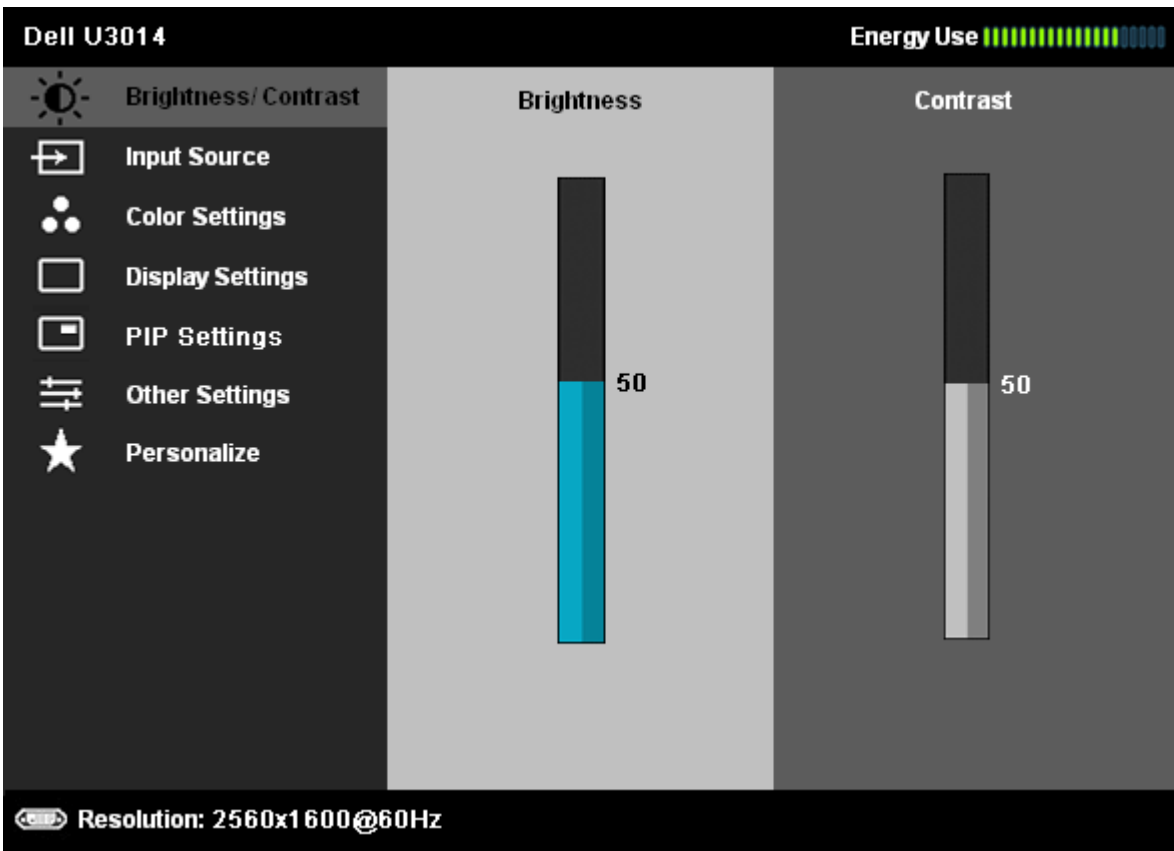 Dell U3014
Energy Use
Brightness/Contrast
Input Source
Color Settings
Display Settings
PIP Settings
Other Settings
Personalize
Brightness
50
Contrast
50
Resolution: 2560x1600@60Hz